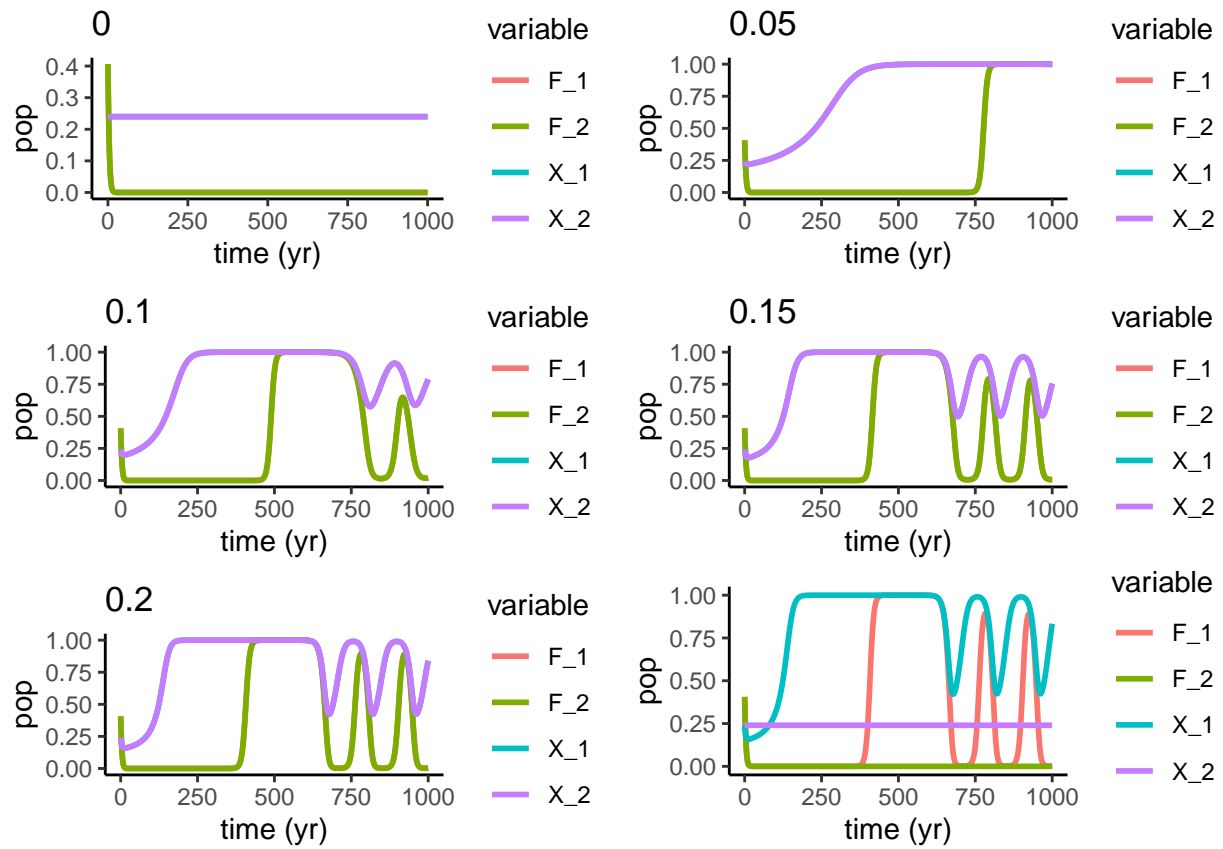 0
variable
0.4
0.3
0.2
0.1
0.0
pop
0 250 500 750 1000
time (yr)
F_1
F_2
X_1
X_2
0.05
variable
1.00
0.75
0.50
0.25
0.00
pop
0 250 500 750 1000
time (yr)
F_1
F_2
X_1
X_2
0.1
variable
1.00
0.75
0.50
0.25
0.00
pop
0 250 500 750 1000
time (yr)
F_1
F_2
X_1
X_2
0.15
variable
1.00
0.75
0.50
0.25
0.00
pop
0 250 500 750 1000
time (yr)
F_1
F_2
X_1
X_2
0.2
variable
1.00
0.75
0.50
0.25
0.00
pop
0 250 500 750 1000
time (yr)
F_1
F_2
X_1
X_2
variable
1.00
0.75
0.50
0.25
0.00
pop
0 250 500 750 1000
time (yr)
F_1
F_2
X_1
X_2